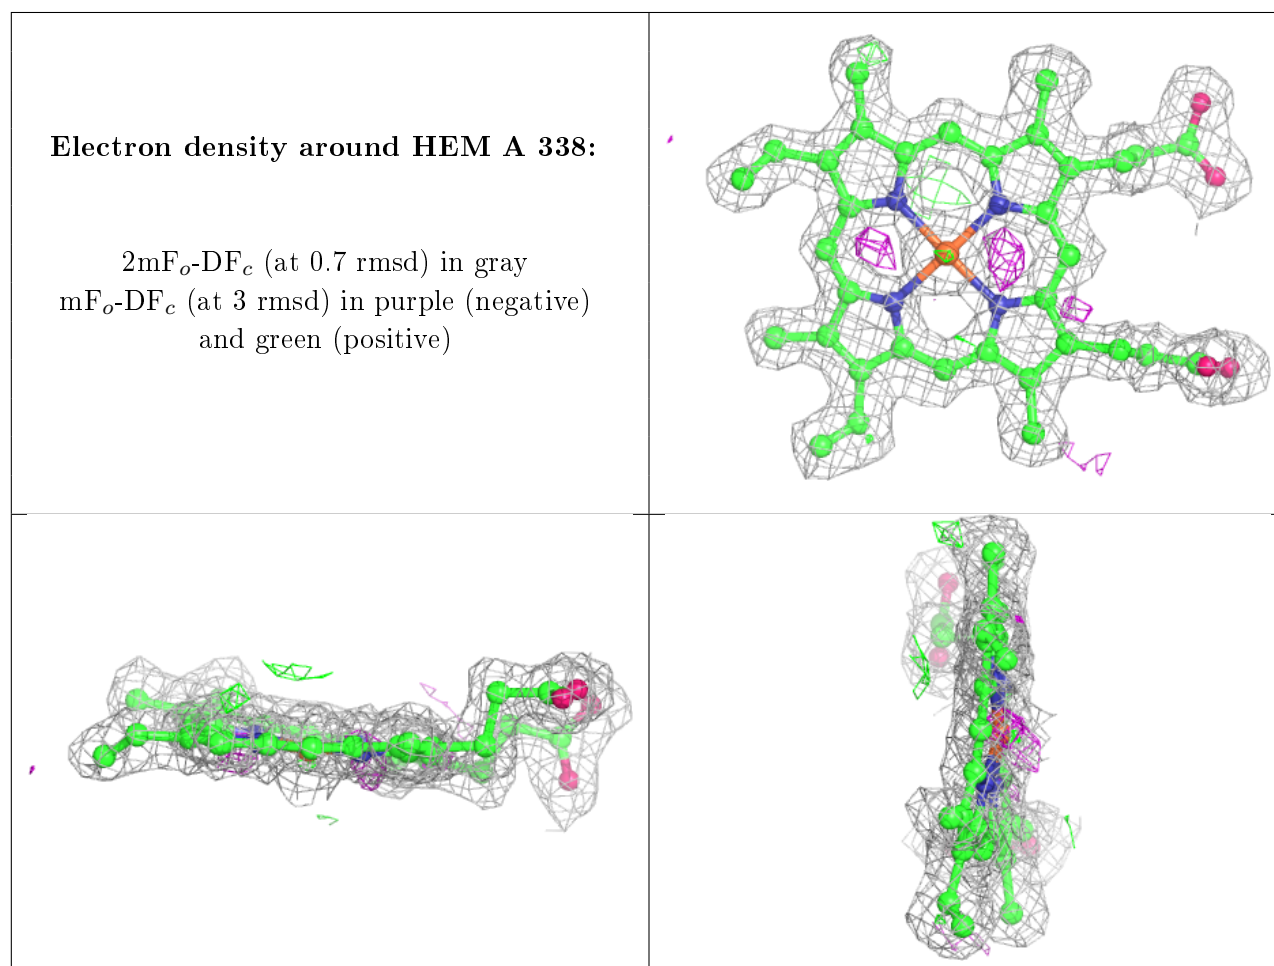 Electron density around HEM A 338:
2mFₒ-DF𝒸 (at 0.7 rmsd) in gray
mFₒ-DF𝒸 (at 3 rmsd) in purple (negative)
and green (positive)